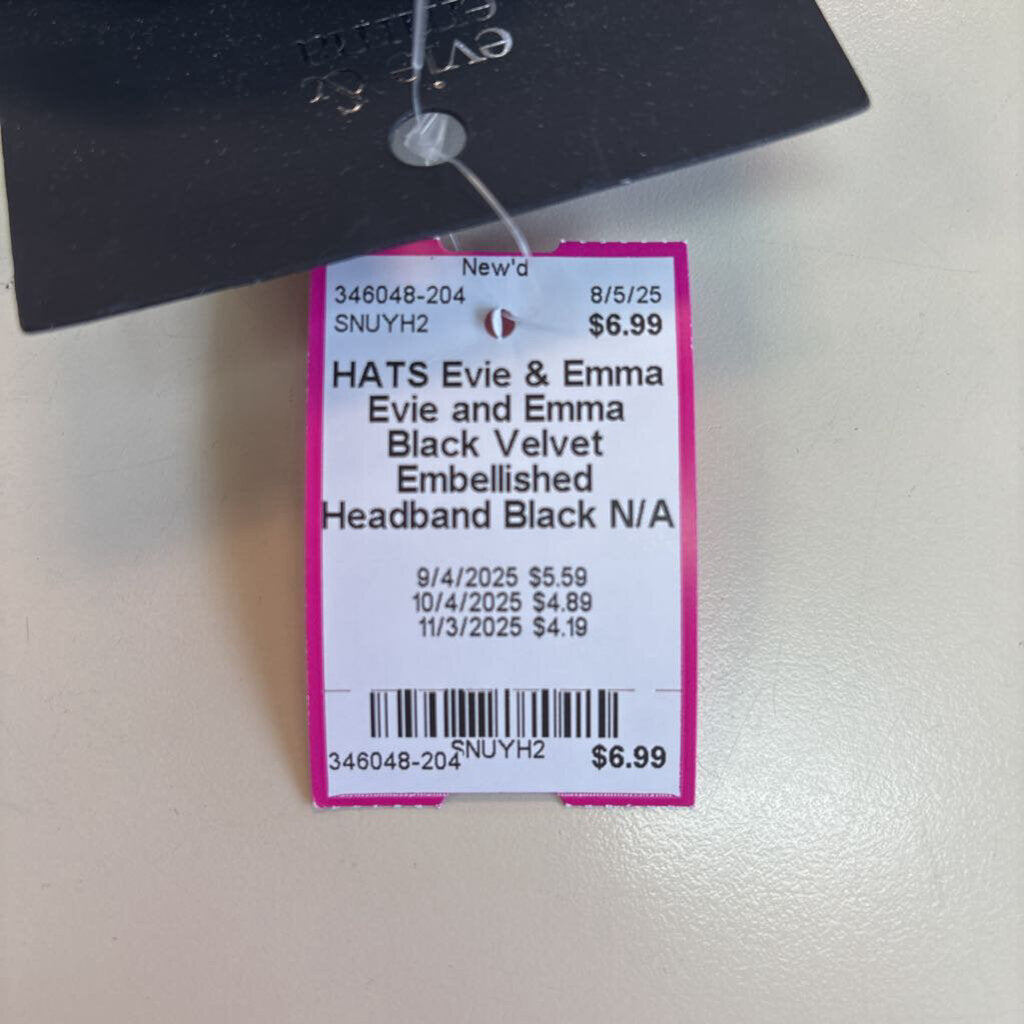 evie &
emma
New'd
346048-204 8/5/25
SNUYH2 $6.99
HATS Evie & Emma
Evie and Emma
Black Velvet
Embellished
Headband Black N/A
9/4/2025 $5.59
10/4/2025 $4.89
11/3/2025 $4.19
346048-204 SNUYH2 $6.99